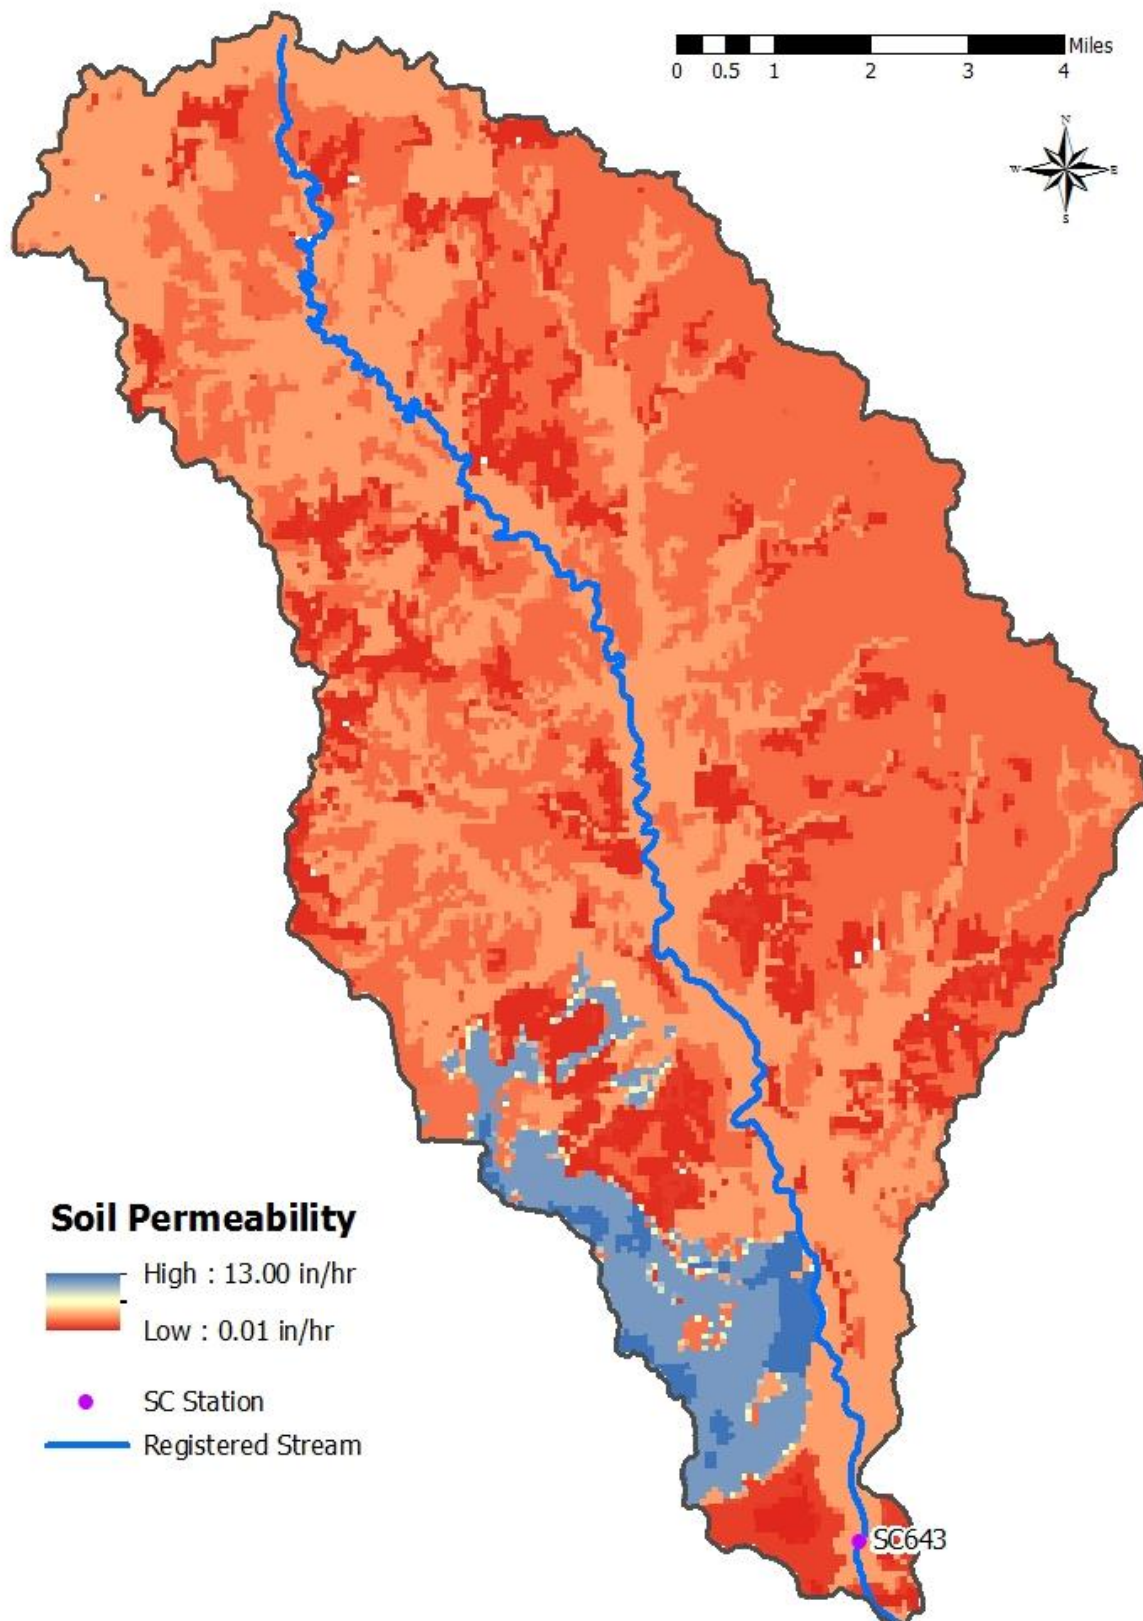 Miles
0 0.5 1 2 3 4
N
W E
S
Soil Permeability
High : 13.00 in/hr
Low : 0.01 in/hr
SC Station
Registered Stream
SC643